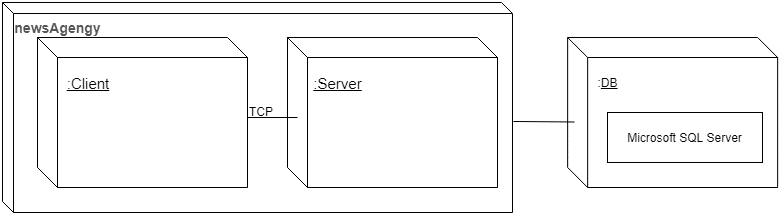 newsAgengy
:Client
TCP
:Server
:DB
Microsoft SQL Server